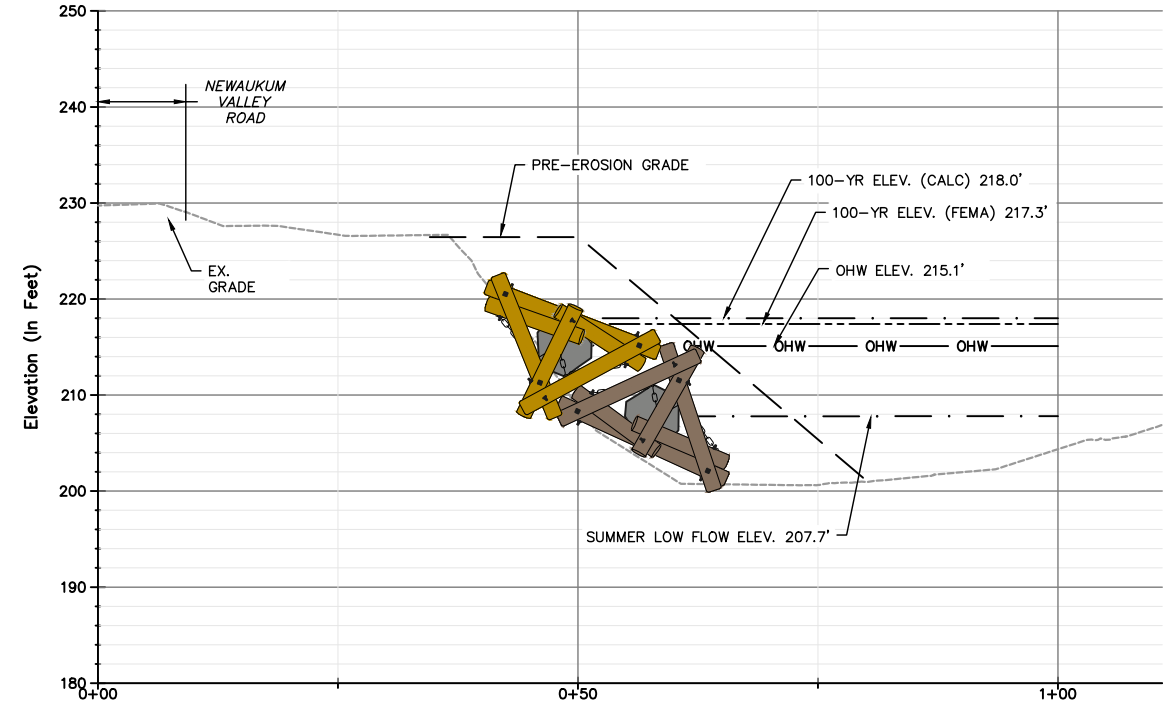 250
NEWAUKUM
VALLEY
ROAD
240
PRE-EROSION GRADE
100-YR ELEV. (CALC) 218.0'
230
100-YR ELEV. (FEMA) 217.3'
EX.
GRADE
OHW ELEV. 215.1'
220
OHW OHW OHW OHW
210
200
SUMMER LOW FLOW ELEV. 207.7'
190
180
0+00 0+50 1+00
Elevation (In Feet)